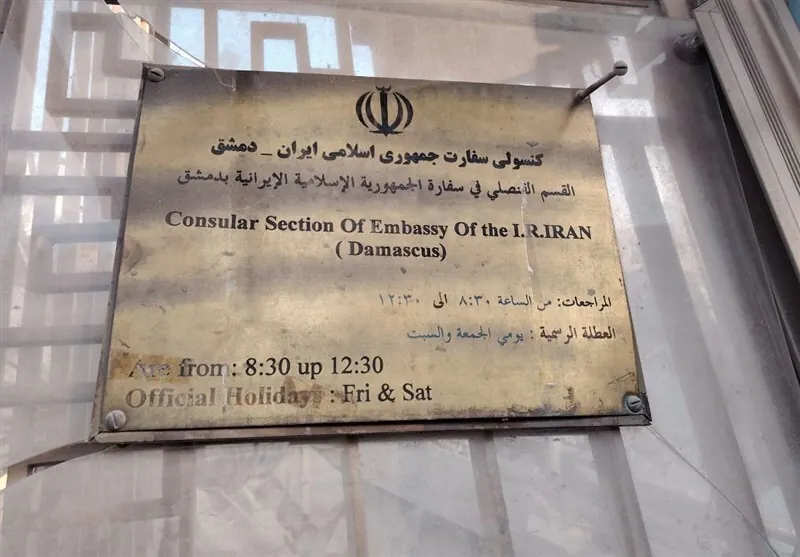 کنسولی سفارت جمهوری اسلامی ایران _ دمشق
القسم القنصلي في سفارة الجمهورية الإسلامية الإيرانية بدمشق
Consular Section Of Embassy Of the I.R.IRAN
( Damascus)
المراجعات: من الساعة ٨:٣٠ الى ١٢:٣٠
العطلة الرسمية : يومي الجمعة والسبت
Are from: 8:30 up 12:30
Official Holidays : Fri & Sat